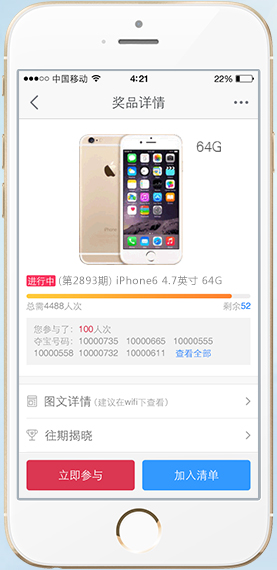 中国移动 4:21 22%
奖品详情
64G
进行中 (第2893期) iPhone6 4.7英寸 64G
总需4488人次 剩余52
您参与了：100人次
夺宝号码：10000735 10000665 10000555
10000558 10000732 10000611 查看全部
图文详情 (建议在wifi下查看)
往期揭晓
立即参与 加入清单